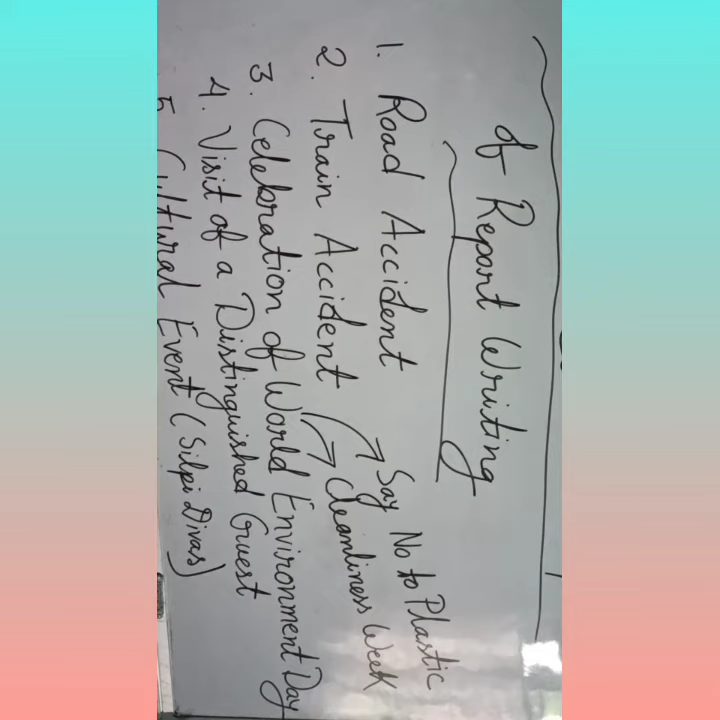 of Report Writing
1. Road Accident
2. Train Accident
Say No to Plastic
Cleanliness Week
3. Celebration of World Environment Day
4. Visit of a Distinguished Guest
5. Cultural Event (Silpi Divas)